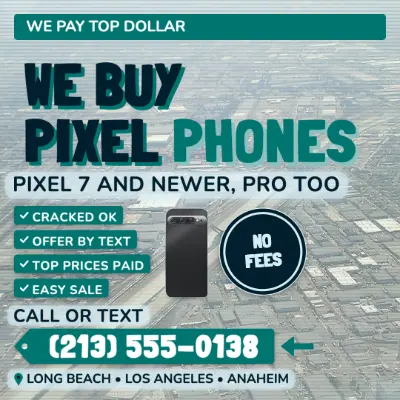 WE PAY TOP DOLLAR
WE BUY
PIXEL PHONES
PIXEL 7 AND NEWER, PRO TOO
CRACKED OK
OFFER BY TEXT
TOP PRICES PAID
EASY SALE
NO
FEES
CALL OR TEXT
(213) 555-0138
LONG BEACH • LOS ANGELES • ANAHEIM